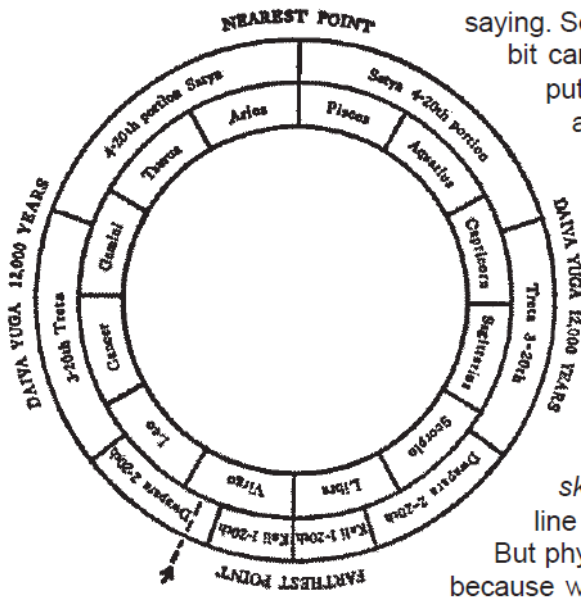 NEAREST POINT
DAIVA YUGA 12,000 YEARS
DAIVA YUGA 12,000 YEARS
FARTHEST POINT
4-20th portion Satya
Satya 4-20th portion
Treta 3-20th
Dwapara 2-20th
Kali 1-20th
Kali 1-20th
Dwapara 2-20th
3-20th Treta
Aries
Pisces
Aquarius
Capricorn
Sagittarius
Scorpio
Libra
Virgo
Leo
Cancer
Gemini
saying. S
bit car
put
a
sk
line
But phy
because w